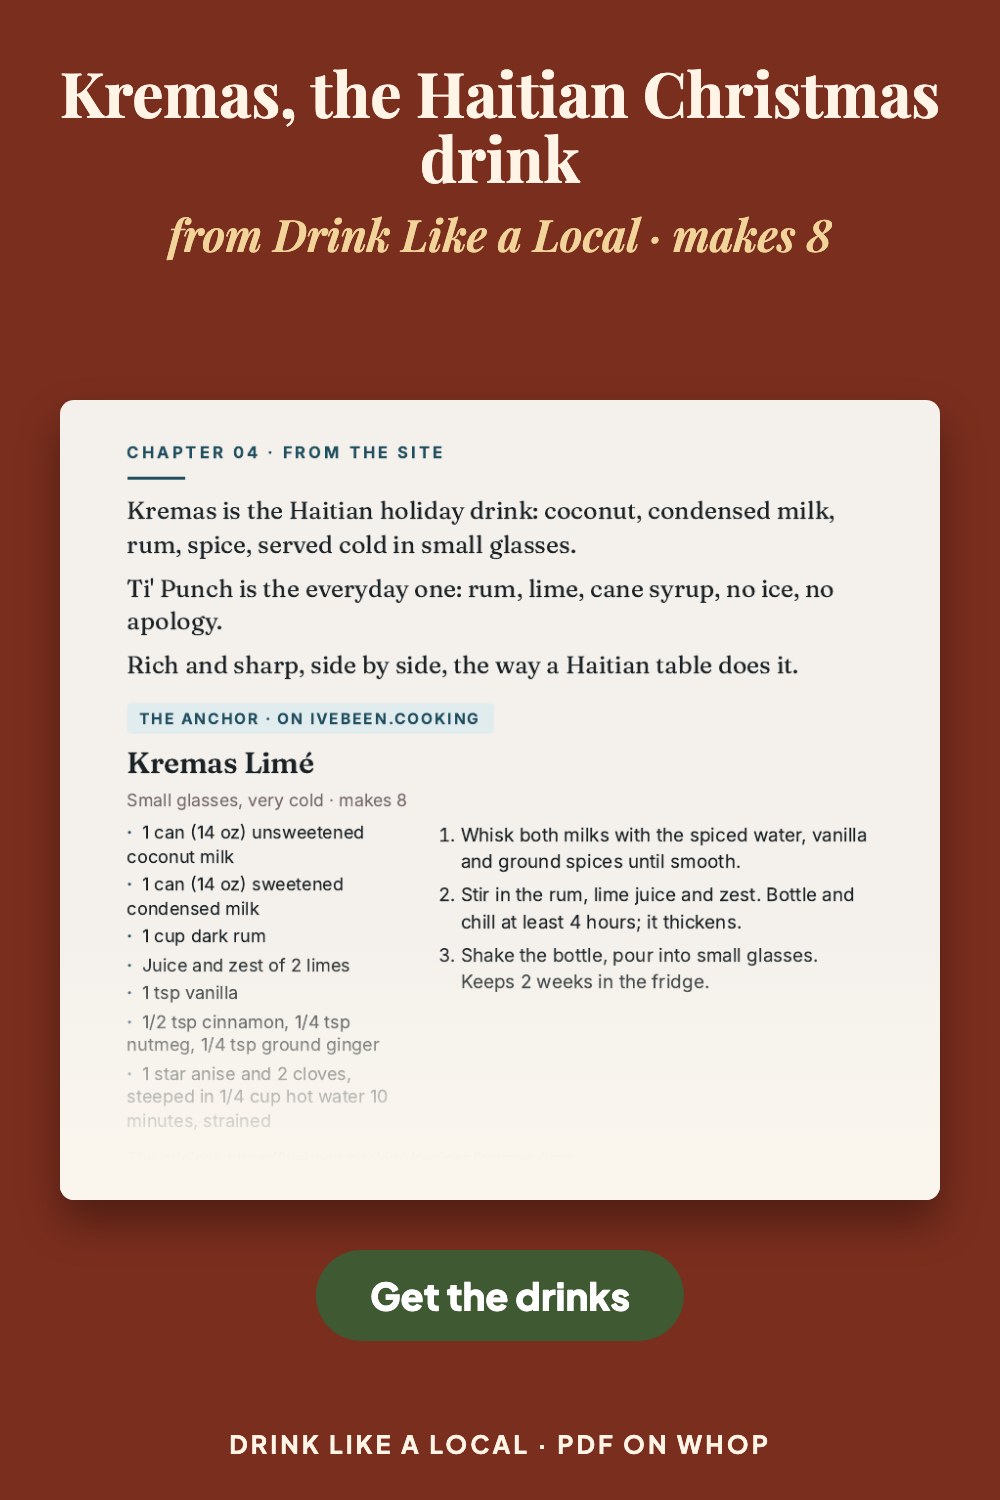 Kremas, the Haitian Christmas
drink
from Drink Like a Local · makes 8
CHAPTER 04 · FROM THE SITE
Kremas is the Haitian holiday drink: coconut, condensed milk,
rum, spice, served cold in small glasses.
Ti' Punch is the everyday one: rum, lime, cane syrup, no ice, no
apology.
Rich and sharp, side by side, the way a Haitian table does it.
THE ANCHOR · ON IVEBEEN.COOKING
Kremas Limé
Small glasses, very cold · makes 8
· 1 can (14 oz) unsweetened
coconut milk
· 1 can (14 oz) sweetened
condensed milk
· 1 cup dark rum
· Juice and zest of 2 limes
· 1 tsp vanilla
· 1/2 tsp cinnamon, 1/4 tsp
nutmeg, 1/4 tsp ground ginger
· 1 star anise and 2 cloves,
steeped in 1/4 cup hot water 10
minutes, strained
1. Whisk both milks with the spiced water, vanilla
and ground spices until smooth.
2. Stir in the rum, lime juice and zest. Bottle and
chill at least 4 hours; it thickens.
3. Shake the bottle, pour into small glasses.
Keeps 2 weeks in the fridge.
Get the drinks
DRINK LIKE A LOCAL · PDF ON WHOP